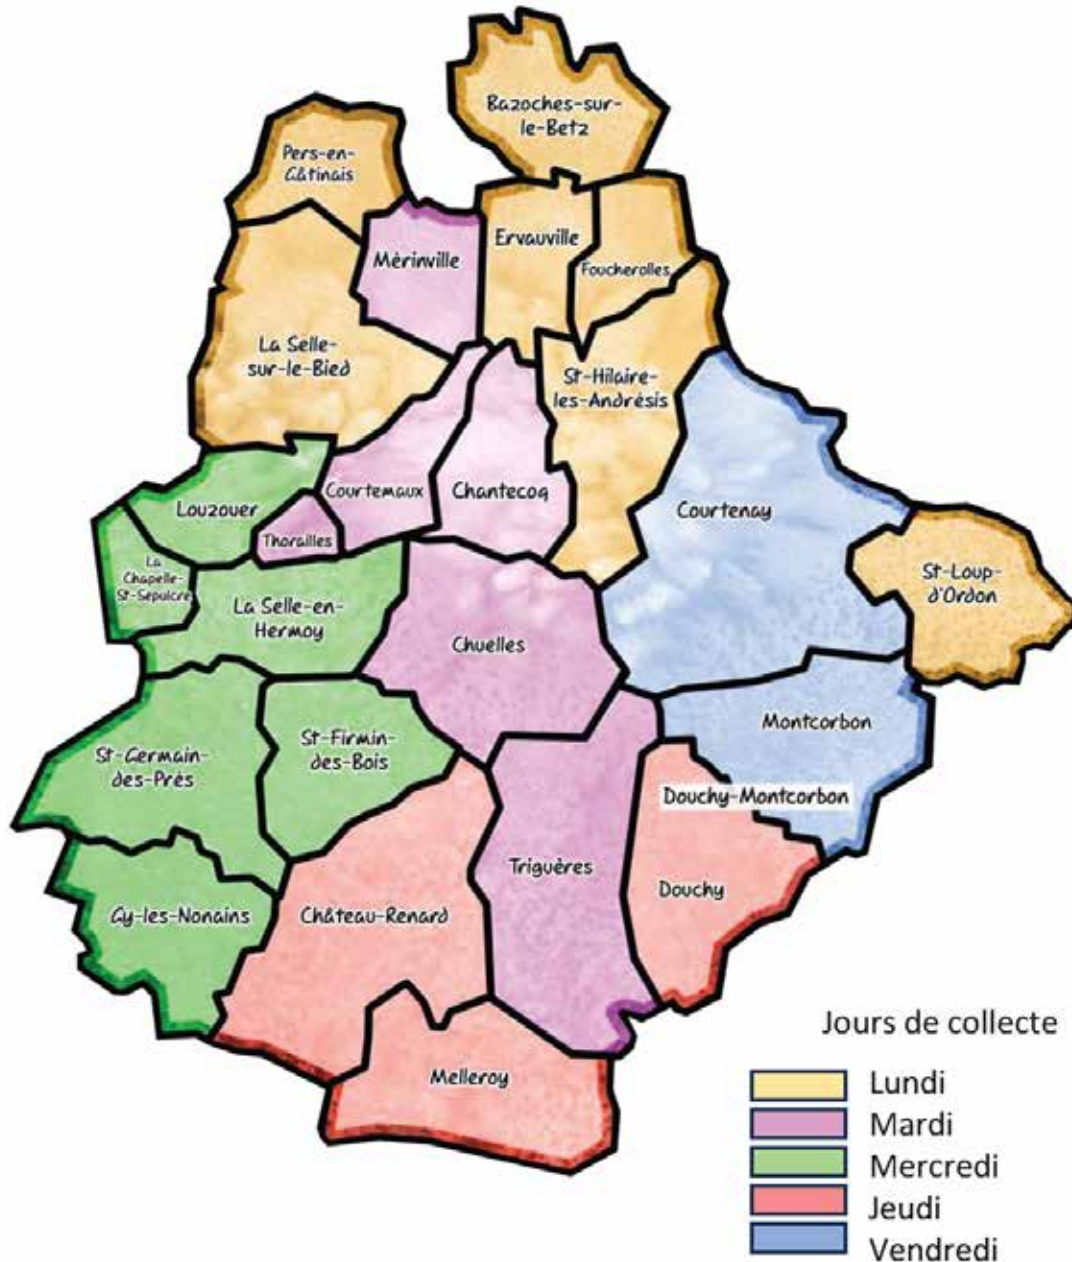 Bazoches-sur-
le-Betz
Pers-en-
Gâtinais
Ervauville
Mérinville
Foucherolles
La Selle-
sur-le-Bied
St-Hilaire-
les-Andrésis
Courtemaux
Chantecoq
Louzouer
Courtenay
Thorailles
La
Chapelle-
St-Sépulcre
St-Loup-
d'Ordon
La Selle-en-
Hermoy
Chuelles
Montcorbon
St-Germain-
des-Prés
St-Firmin-
des-Bois
Douchy-Montcorbon
Triguères
Douchy
Gy-les-Nonains
Château-Renard
Melleroy
Jours de collecte
Lundi
Mardi
Mercredi
Jeudi
Vendredi